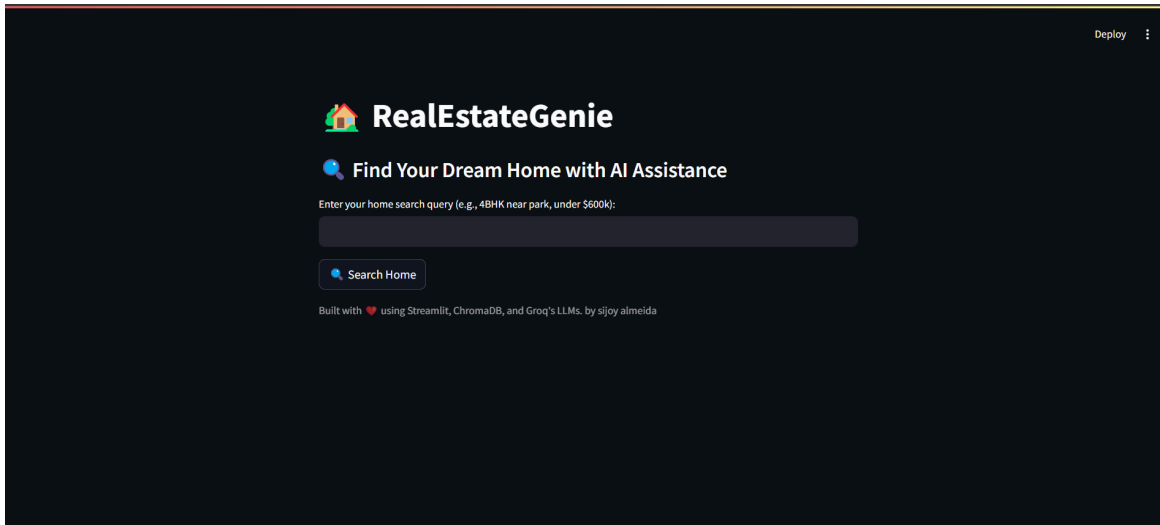 Deploy
RealEstateGenie
Find Your Dream Home with AI Assistance
Enter your home search query (e.g., 4BHK near park, under $600k):
Search Home
Built with ❤️ using Streamlit, ChromaDB, and Groq's LLMs. by sijoy almeida